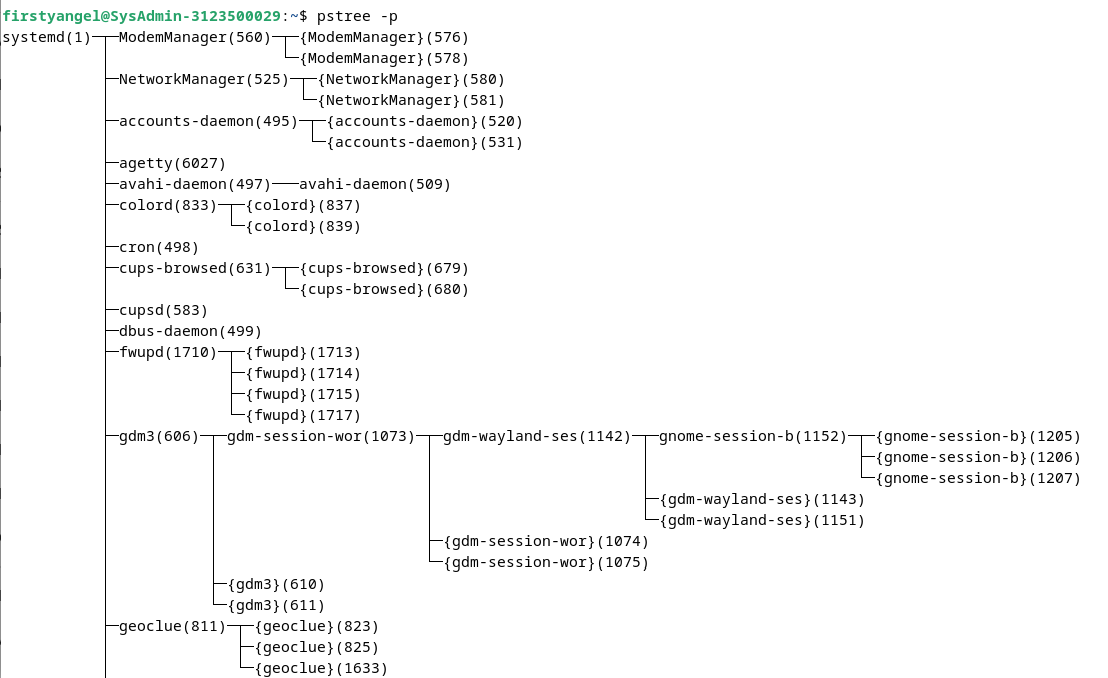 firstyangel@SysAdmin-3123500029:~$ pstree -p
systemd(1)─┬─ModemManager(560)─┬─{ModemManager}(576)
           │                   └─{ModemManager}(578)
           ├─NetworkManager(525)─┬─{NetworkManager}(580)
           │                     └─{NetworkManager}(581)
           ├─accounts-daemon(495)─┬─{accounts-daemon}(520)
           │                      └─{accounts-daemon}(531)
           ├─agetty(6027)
           ├─avahi-daemon(497)───avahi-daemon(509)
           ├─colord(833)─┬─{colord}(837)
           │             └─{colord}(839)
           ├─cron(498)
           ├─cups-browsed(631)─┬─{cups-browsed}(679)
           │                   └─{cups-browsed}(680)
           ├─cupsd(583)
           ├─dbus-daemon(499)
           ├─fwupd(1710)─┬─{fwupd}(1713)
           │             ├─{fwupd}(1714)
           │             ├─{fwupd}(1715)
           │             └─{fwupd}(1717)
           ├─gdm3(606)─┬─gdm-session-wor(1073)─┬─gdm-wayland-ses(1142)─┬─gnome-session-b(1152)─┬─{gnome-session-b}(1205)
           │           │                       │                       │                       ├─{gnome-session-b}(1206)
           │           │                       │                       │                       └─{gnome-session-b}(1207)
           │           │                       │                       ├─{gdm-wayland-ses}(1143)
           │           │                       │                       └─{gdm-wayland-ses}(1151)
           │           │                       ├─{gdm-session-wor}(1074)
           │           │                       └─{gdm-session-wor}(1075)
           │           ├─{gdm3}(610)
           │           └─{gdm3}(611)
           ├─geoclue(811)─┬─{geoclue}(823)
           │              ├─{geoclue}(825)
           │              └─{geoclue}(1633)